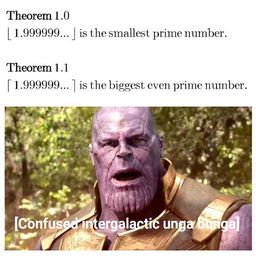 Theorem 1.0
⌊ 1.999999... ⌋ is the smallest prime number.
Theorem 1.1
⌈ 1.999999... ⌉ is the biggest even prime number.
[Confused intergalactic unga bunga]